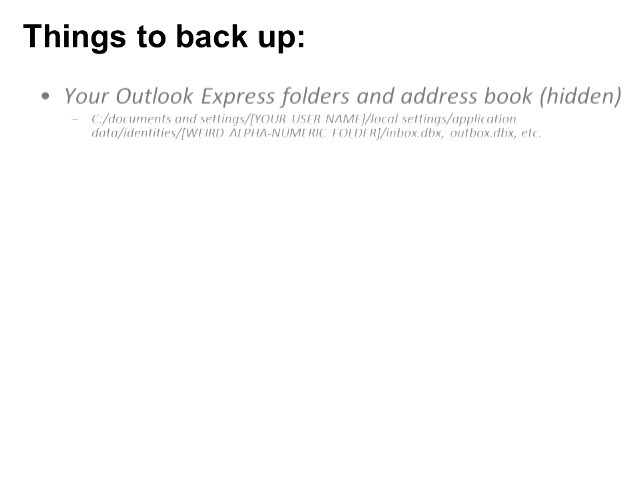 Things to back up:
• Your Outlook Express folders and address book (hidden)
– C:/documents and settings/[YOUR USER NAME]/local settings/application
data/identities/[WEIRD ALPHA-NUMERIC FOLDER]/inbox.dbx, outbox.dbx, etc.